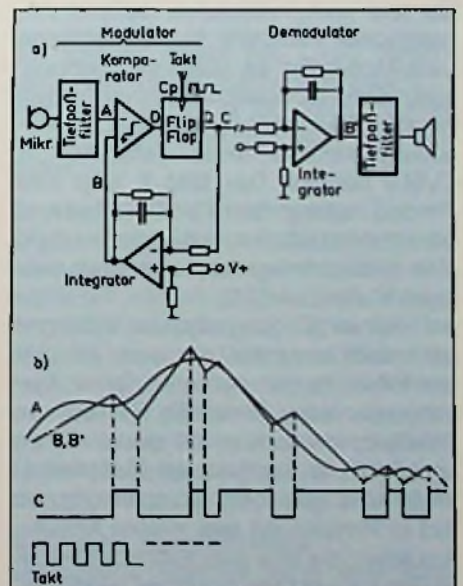 a) Modulator Demodulator
Kompa-
rator Takt
Cp
Mikr. Tiefpaß-
filter A D Flip
Flop Q C
B
Integrator V+
Inte-
grator B' Tiefpaß-
filter
b)
A
B,B'
C
Takt